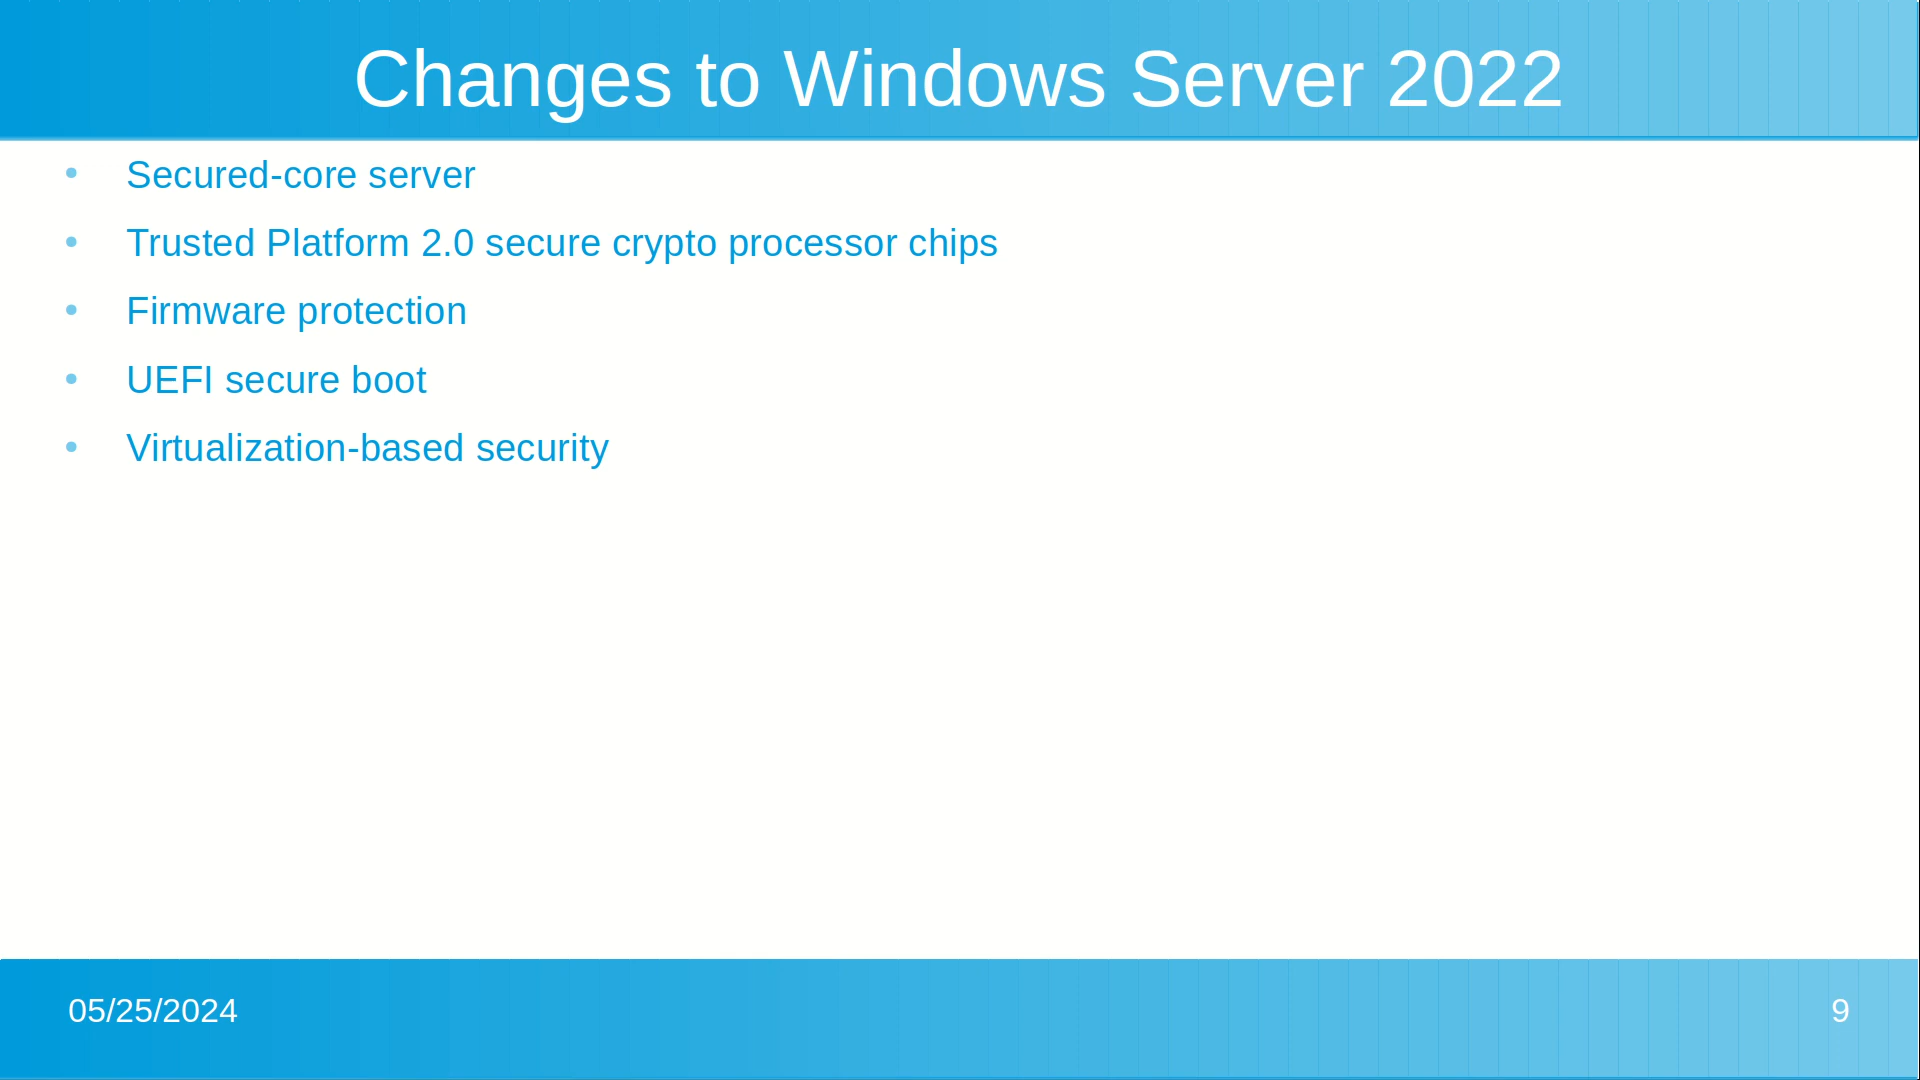 Changes to Windows Server 2022
• Secured-core server
• Trusted Platform 2.0 secure crypto processor chips
• Firmware protection
• UEFI secure boot
• Virtualization-based security
05/25/2024
9